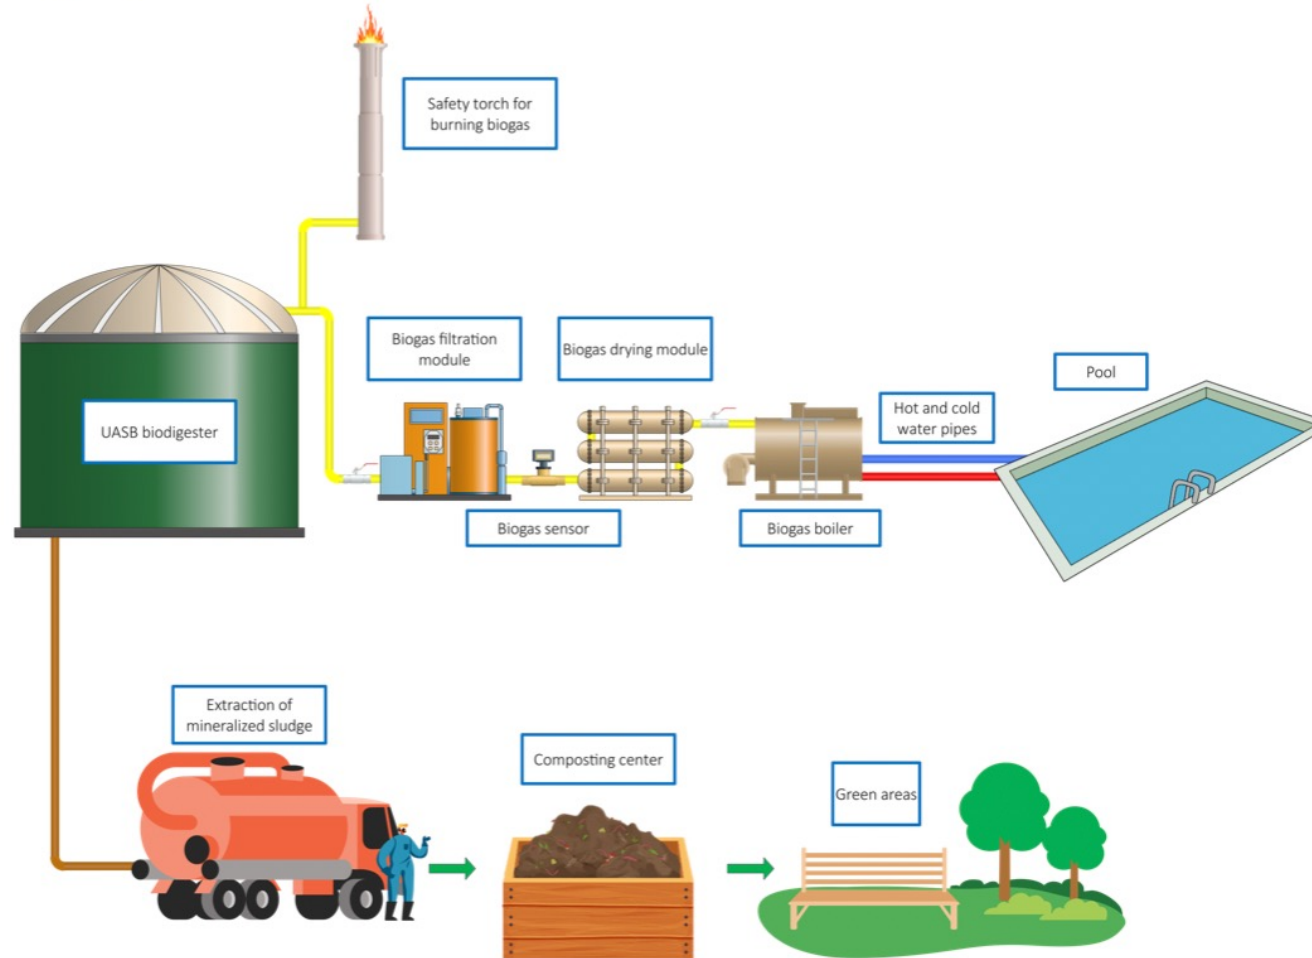 Safety torch for
burning biogas
Biogas filtration
module
Biogas drying module
Pool
Hot and cold
water pipes
UASB biodigester
Biogas sensor
Biogas boiler
Extraction of
mineralized sludge
Composting center
Green areas